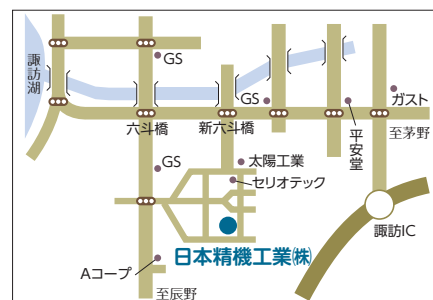 諏訪湖
GS
GS
ガスト
六斗橋
新六斗橋
平安堂
至茅野
GS
太陽工業
セリオテック
諏訪IC
日本精機工業㈱
Aコープ
至辰野